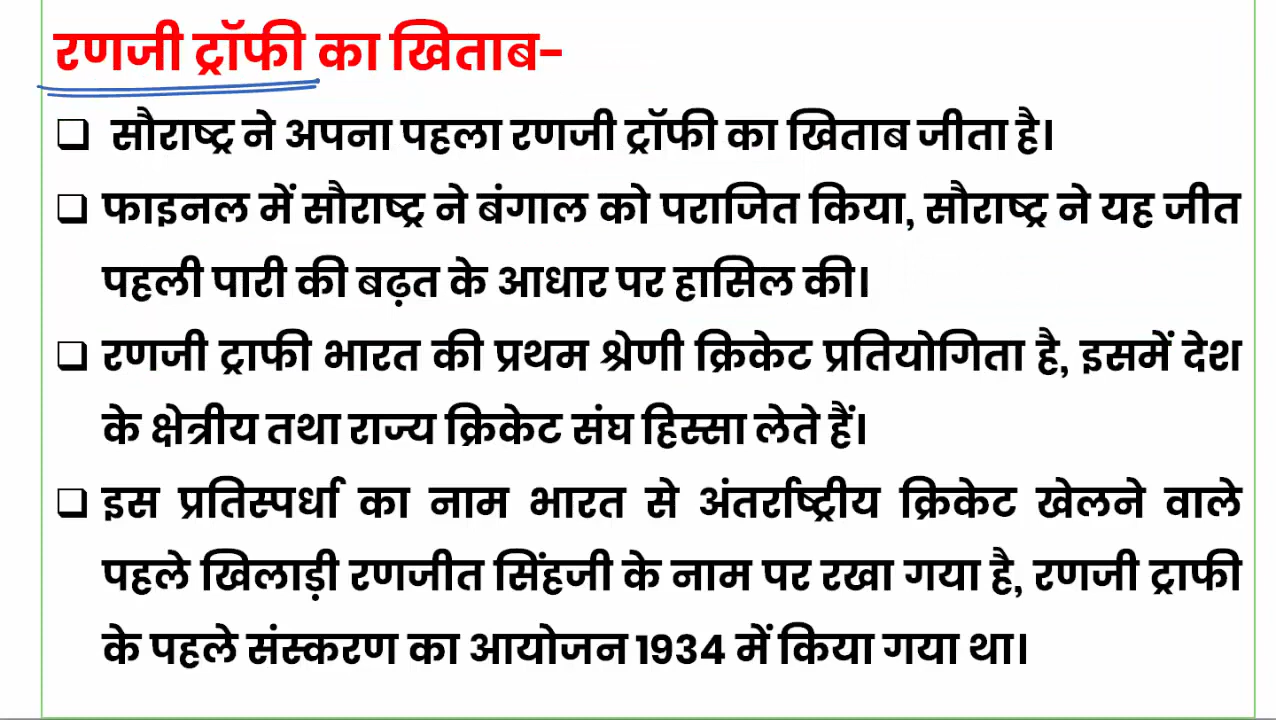 रणजी ट्रॉफी का खिताब-
❑ सौराष्ट्र ने अपना पहला रणजी ट्रॉफी का खिताब जीता है।
❑ फाइनल में सौराष्ट्र ने बंगाल को पराजित किया, सौराष्ट्र ने यह जीत
पहली पारी की बढ़त के आधार पर हासिल की।
❑ रणजी ट्राफी भारत की प्रथम श्रेणी क्रिकेट प्रतियोगिता है, इसमें देश
के क्षेत्रीय तथा राज्य क्रिकेट संघ हिस्सा लेते हैं।
❑ इस प्रतिस्पर्धा का नाम भारत से अंतर्राष्ट्रीय क्रिकेट खेलने वाले
पहले खिलाड़ी रणजीत सिंहजी के नाम पर रखा गया है, रणजी ट्राफी
के पहले संस्करण का आयोजन 1934 में किया गया था।